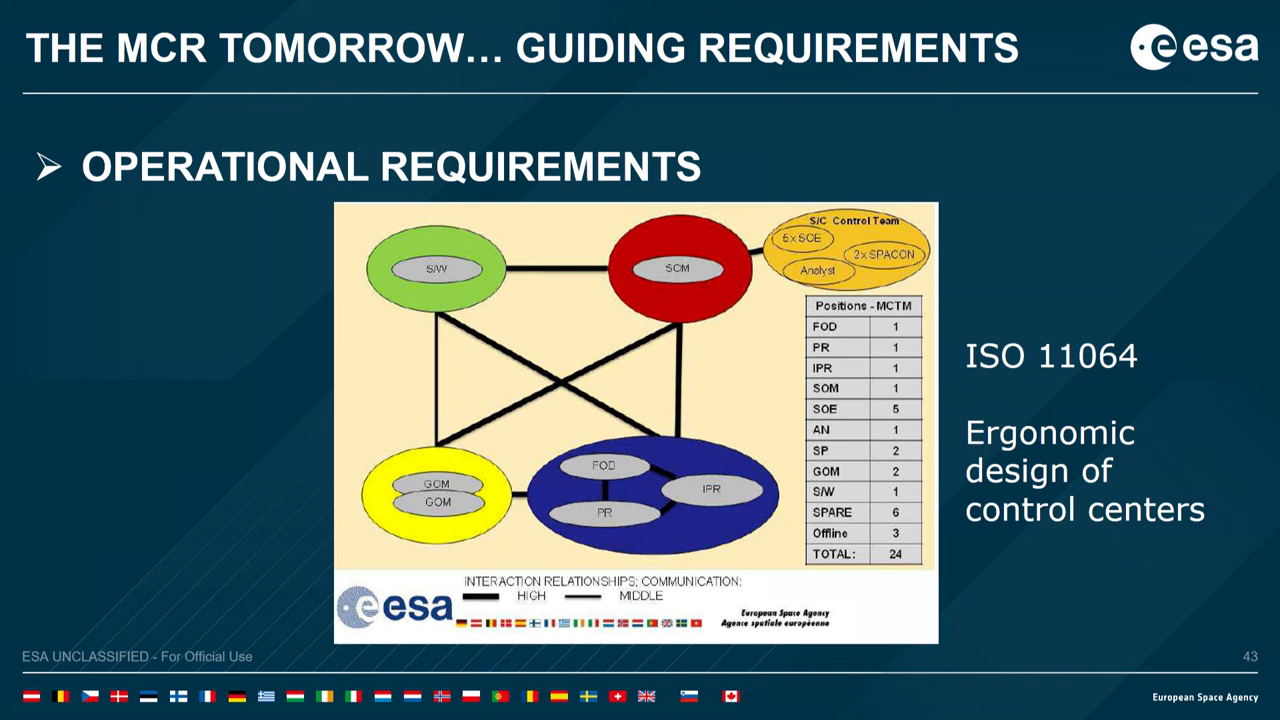 THE MCR TOMORROW… GUIDING REQUIREMENTS
esa
➢ OPERATIONAL REQUIREMENTS
S/W
SOM
S/C Control Team
5 x SOE
2 x SPACON
Analyst
GOM
GOM
FOD
IPR
PR
Positions - MCTM
FOD 1
PR 1
IPR 1
SOM 1
SOE 5
AN 1
SP 2
GOM 2
S/W 1
SPARE 6
Offline 3
TOTAL: 24
INTERACTION RELATIONSHIPS; COMMUNICATION:
HIGH MIDDLE
esa
European Space Agency
Agence spatiale européenne
ISO 11064
Ergonomic
design of
control centers
ESA UNCLASSIFIED - For Official Use
43
European Space Agency